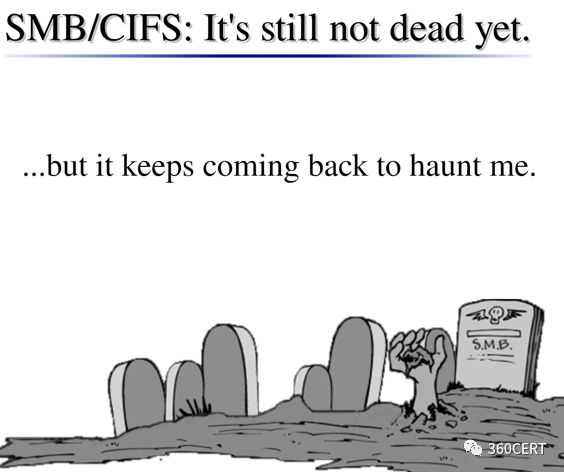 SMB/CIFS: It's still not dead yet.
...but it keeps coming back to haunt me.
S.M.B.
360CERT